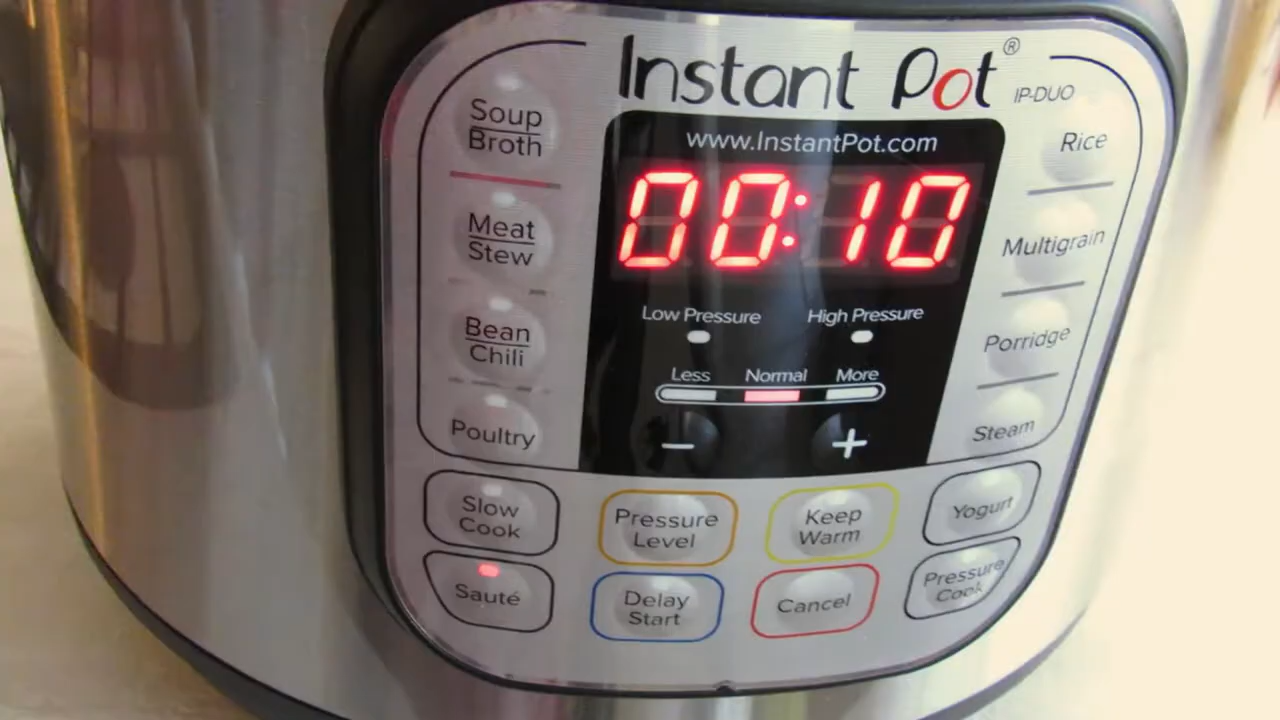 Instant Pot®
IP-DUO
www.InstantPot.com
00:10
Low Pressure
High Pressure
Less
Normal
More
−
+
Soup
Broth
Meat
Stew
Bean
Chili
Poultry
Rice
Multigrain
Porridge
Steam
Slow
Cook
Pressure
Level
Keep
Warm
Yogurt
Sauté
Delay
Start
Cancel
Pressure
Cook